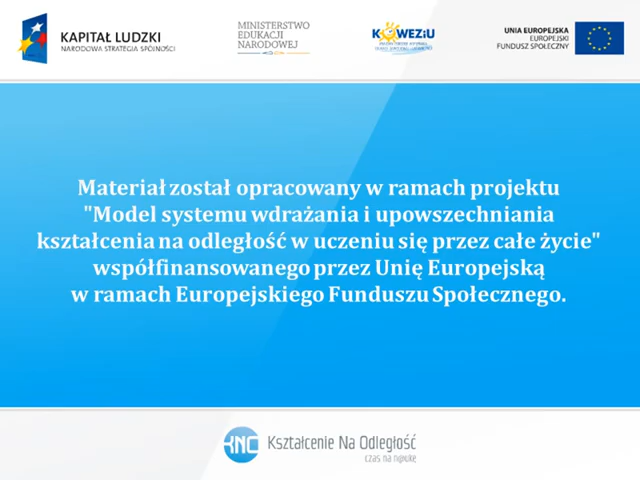 KAPITAŁ LUDZKI
NARODOWA STRATEGIA SPÓJNOŚCI
MINISTERSTWO
EDUKACJI
NARODOWEJ
KOWEZiU
UNIA EUROPEJSKA
EUROPEJSKI
FUNDUSZ SPOŁECZNY
Materiał został opracowany w ramach projektu
"Model systemu wdrażania i upowszechniania
kształcenia na odległość w uczeniu się przez całe życie"
współfinansowanego przez Unię Europejską
w ramach Europejskiego Funduszu Społecznego.
KNO Kształcenie Na Odległość
czas na naukę